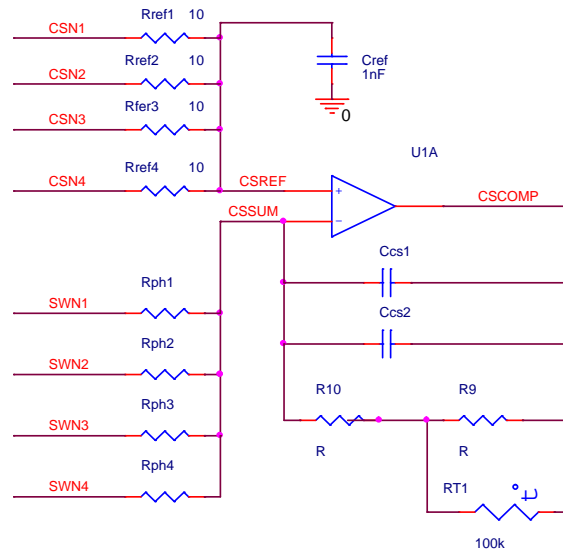 Rref1 10
CSN1
Rref2 10
CSN2
Cref
1nF
Rfer3 10
CSN3
0
Rref4 10
CSN4
U1A
CSREF
+
CSCOMP
CSSUM
-
Ccs1
Rph1
SWN1
Ccs2
Rph2
SWN2
Rph3
SWN3
R10 R9
Rph4
R R
SWN4
RT1
t°
100k